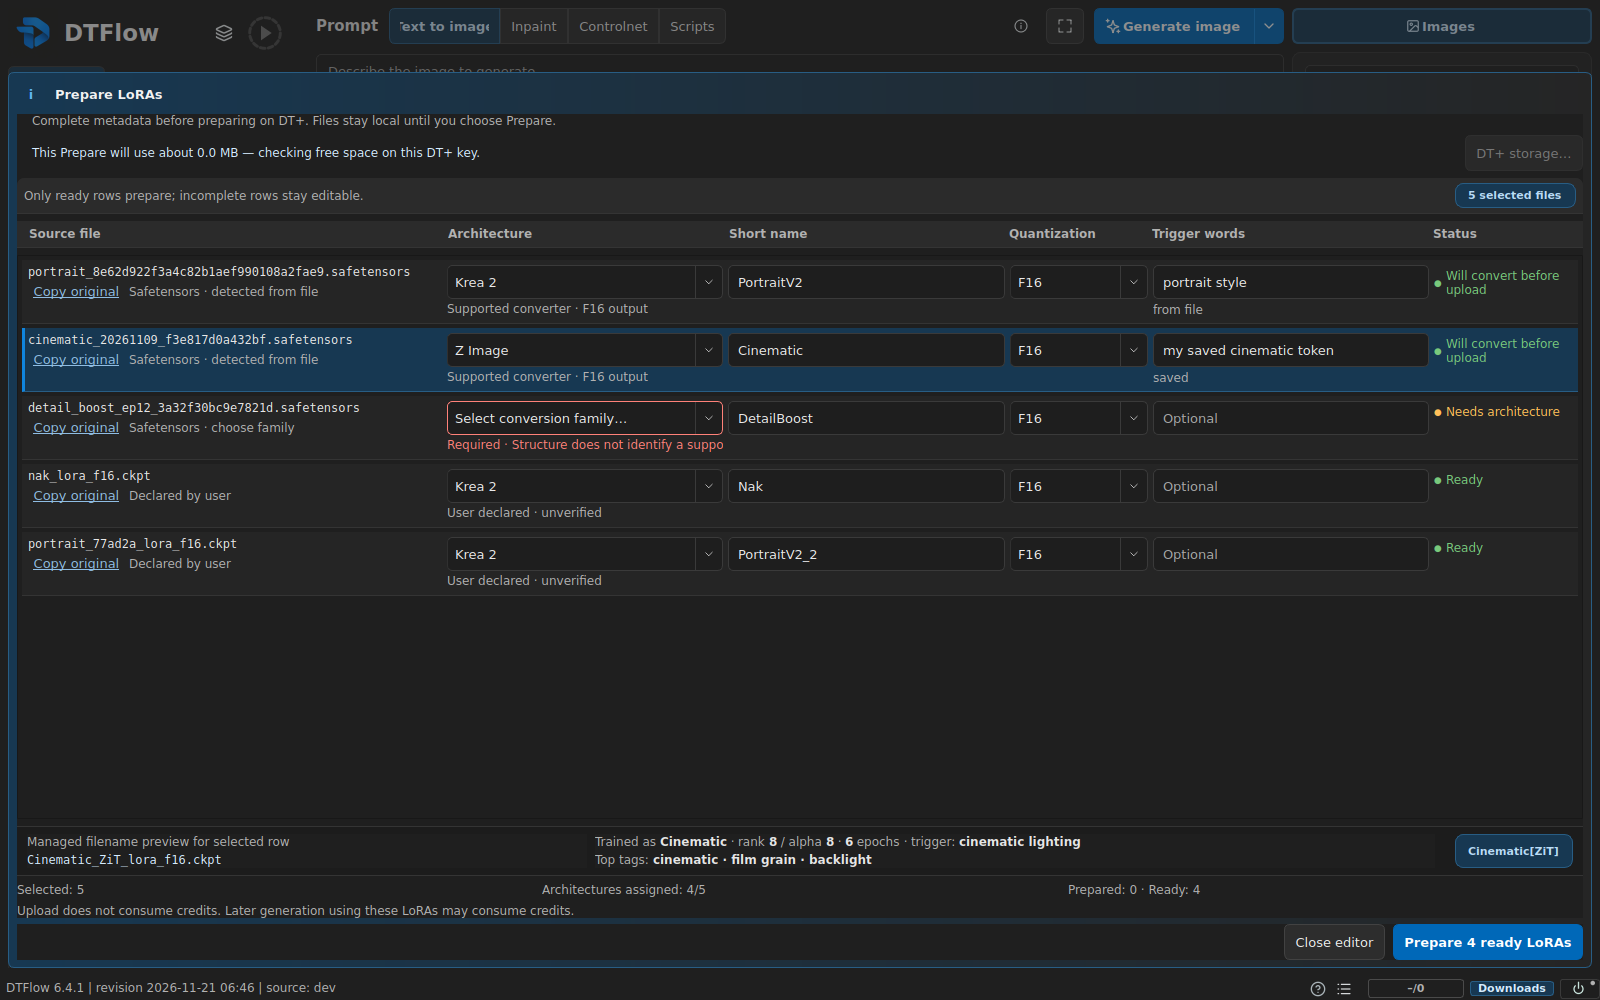 DTFlow
Prompt
Text to image
Inpaint
Controlnet
Scripts
Generate image
Images
Describe the image to generate
i Prepare LoRAs
Complete metadata before preparing on DT+. Files stay local until you choose Prepare.
This Prepare will use about 0.0 MB — checking free space on this DT+ key.
DT+ storage...
Only ready rows prepare; incomplete rows stay editable.
5 selected files
Source file Architecture Short name Quantization Trigger words Status
portrait_8e62d922f3a4c82b1aef990108a2fae9.safetensors
Copy original Safetensors · detected from file
Krea 2
Supported converter · F16 output
PortraitV2
F16
portrait style
from file
Will convert before
upload
cinematic_20261109_f3e817d0a432bf.safetensors
Copy original Safetensors · detected from file
Z Image
Supported converter · F16 output
Cinematic
F16
my saved cinematic token
saved
Will convert before
upload
detail_boost_ep12_3a32f30bc9e7821d.safetensors
Copy original Safetensors · choose family
Select conversion family...
Required · Structure does not identify a suppo
DetailBoost
F16
Optional
Needs architecture
nak_lora_f16.ckpt
Copy original Declared by user
Krea 2
User declared · unverified
Nak
F16
Optional
Ready
portrait_77ad2a_lora_f16.ckpt
Copy original Declared by user
Krea 2
User declared · unverified
PortraitV2_2
F16
Optional
Ready
Managed filename preview for selected row
Cinematic_ZiT_lora_f16.ckpt
Trained as Cinematic · rank 8 / alpha 8 · 6 epochs · trigger: cinematic lighting
Top tags: cinematic · film grain · backlight
Cinematic[ZiT]
Selected: 5
Architectures assigned: 4/5
Prepared: 0 · Ready: 4
Upload does not consume credits. Later generation using these LoRAs may consume credits.
Close editor
Prepare 4 ready LoRAs
DTFlow 6.4.1 | revision 2026-11-21 06:46 | source: dev
-/0
Downloads